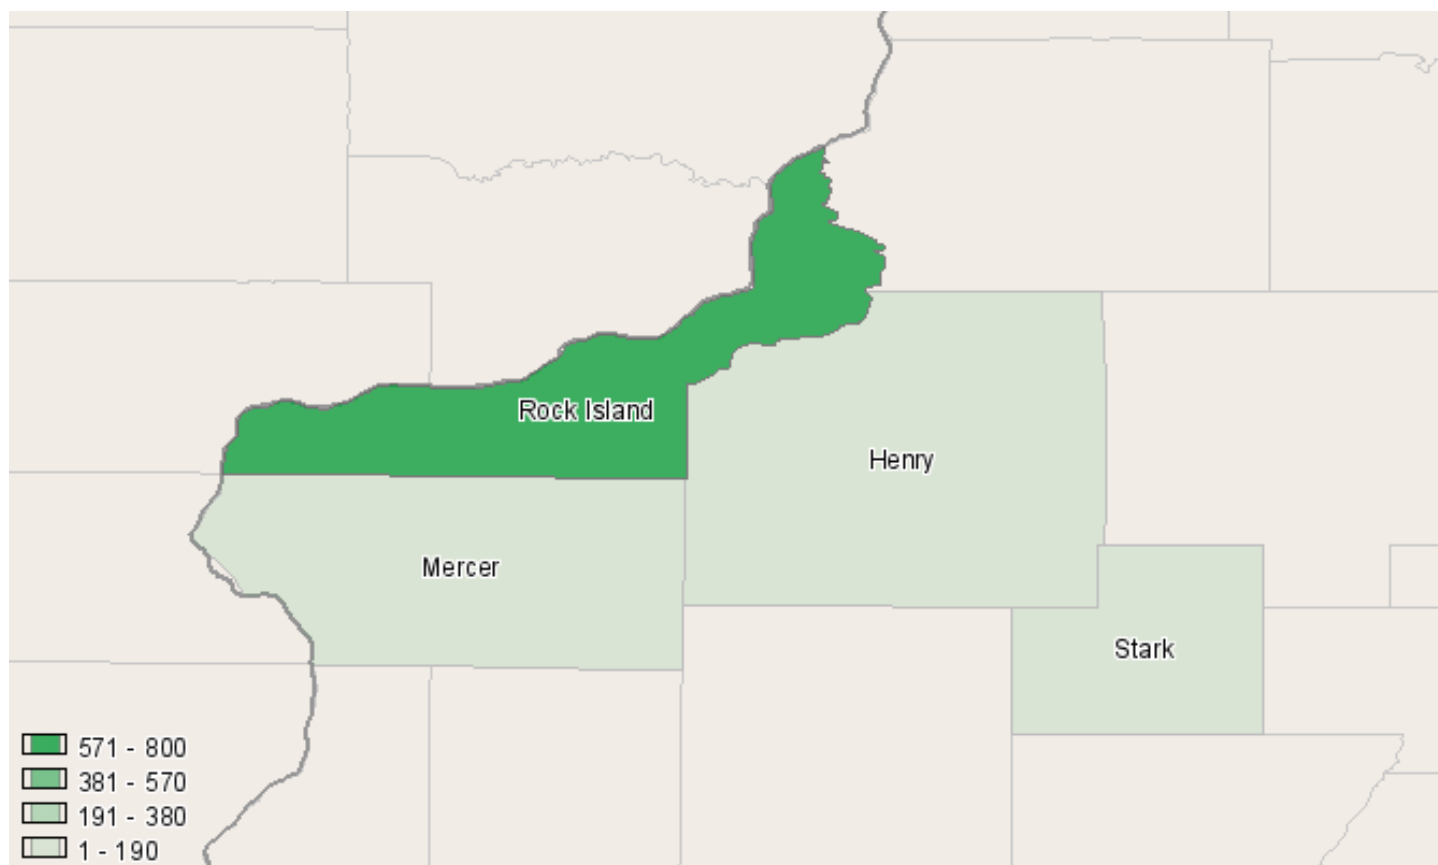 Rock Island
Henry
Mercer
Stark
571 - 800
381 - 570
191 - 380
1 - 190